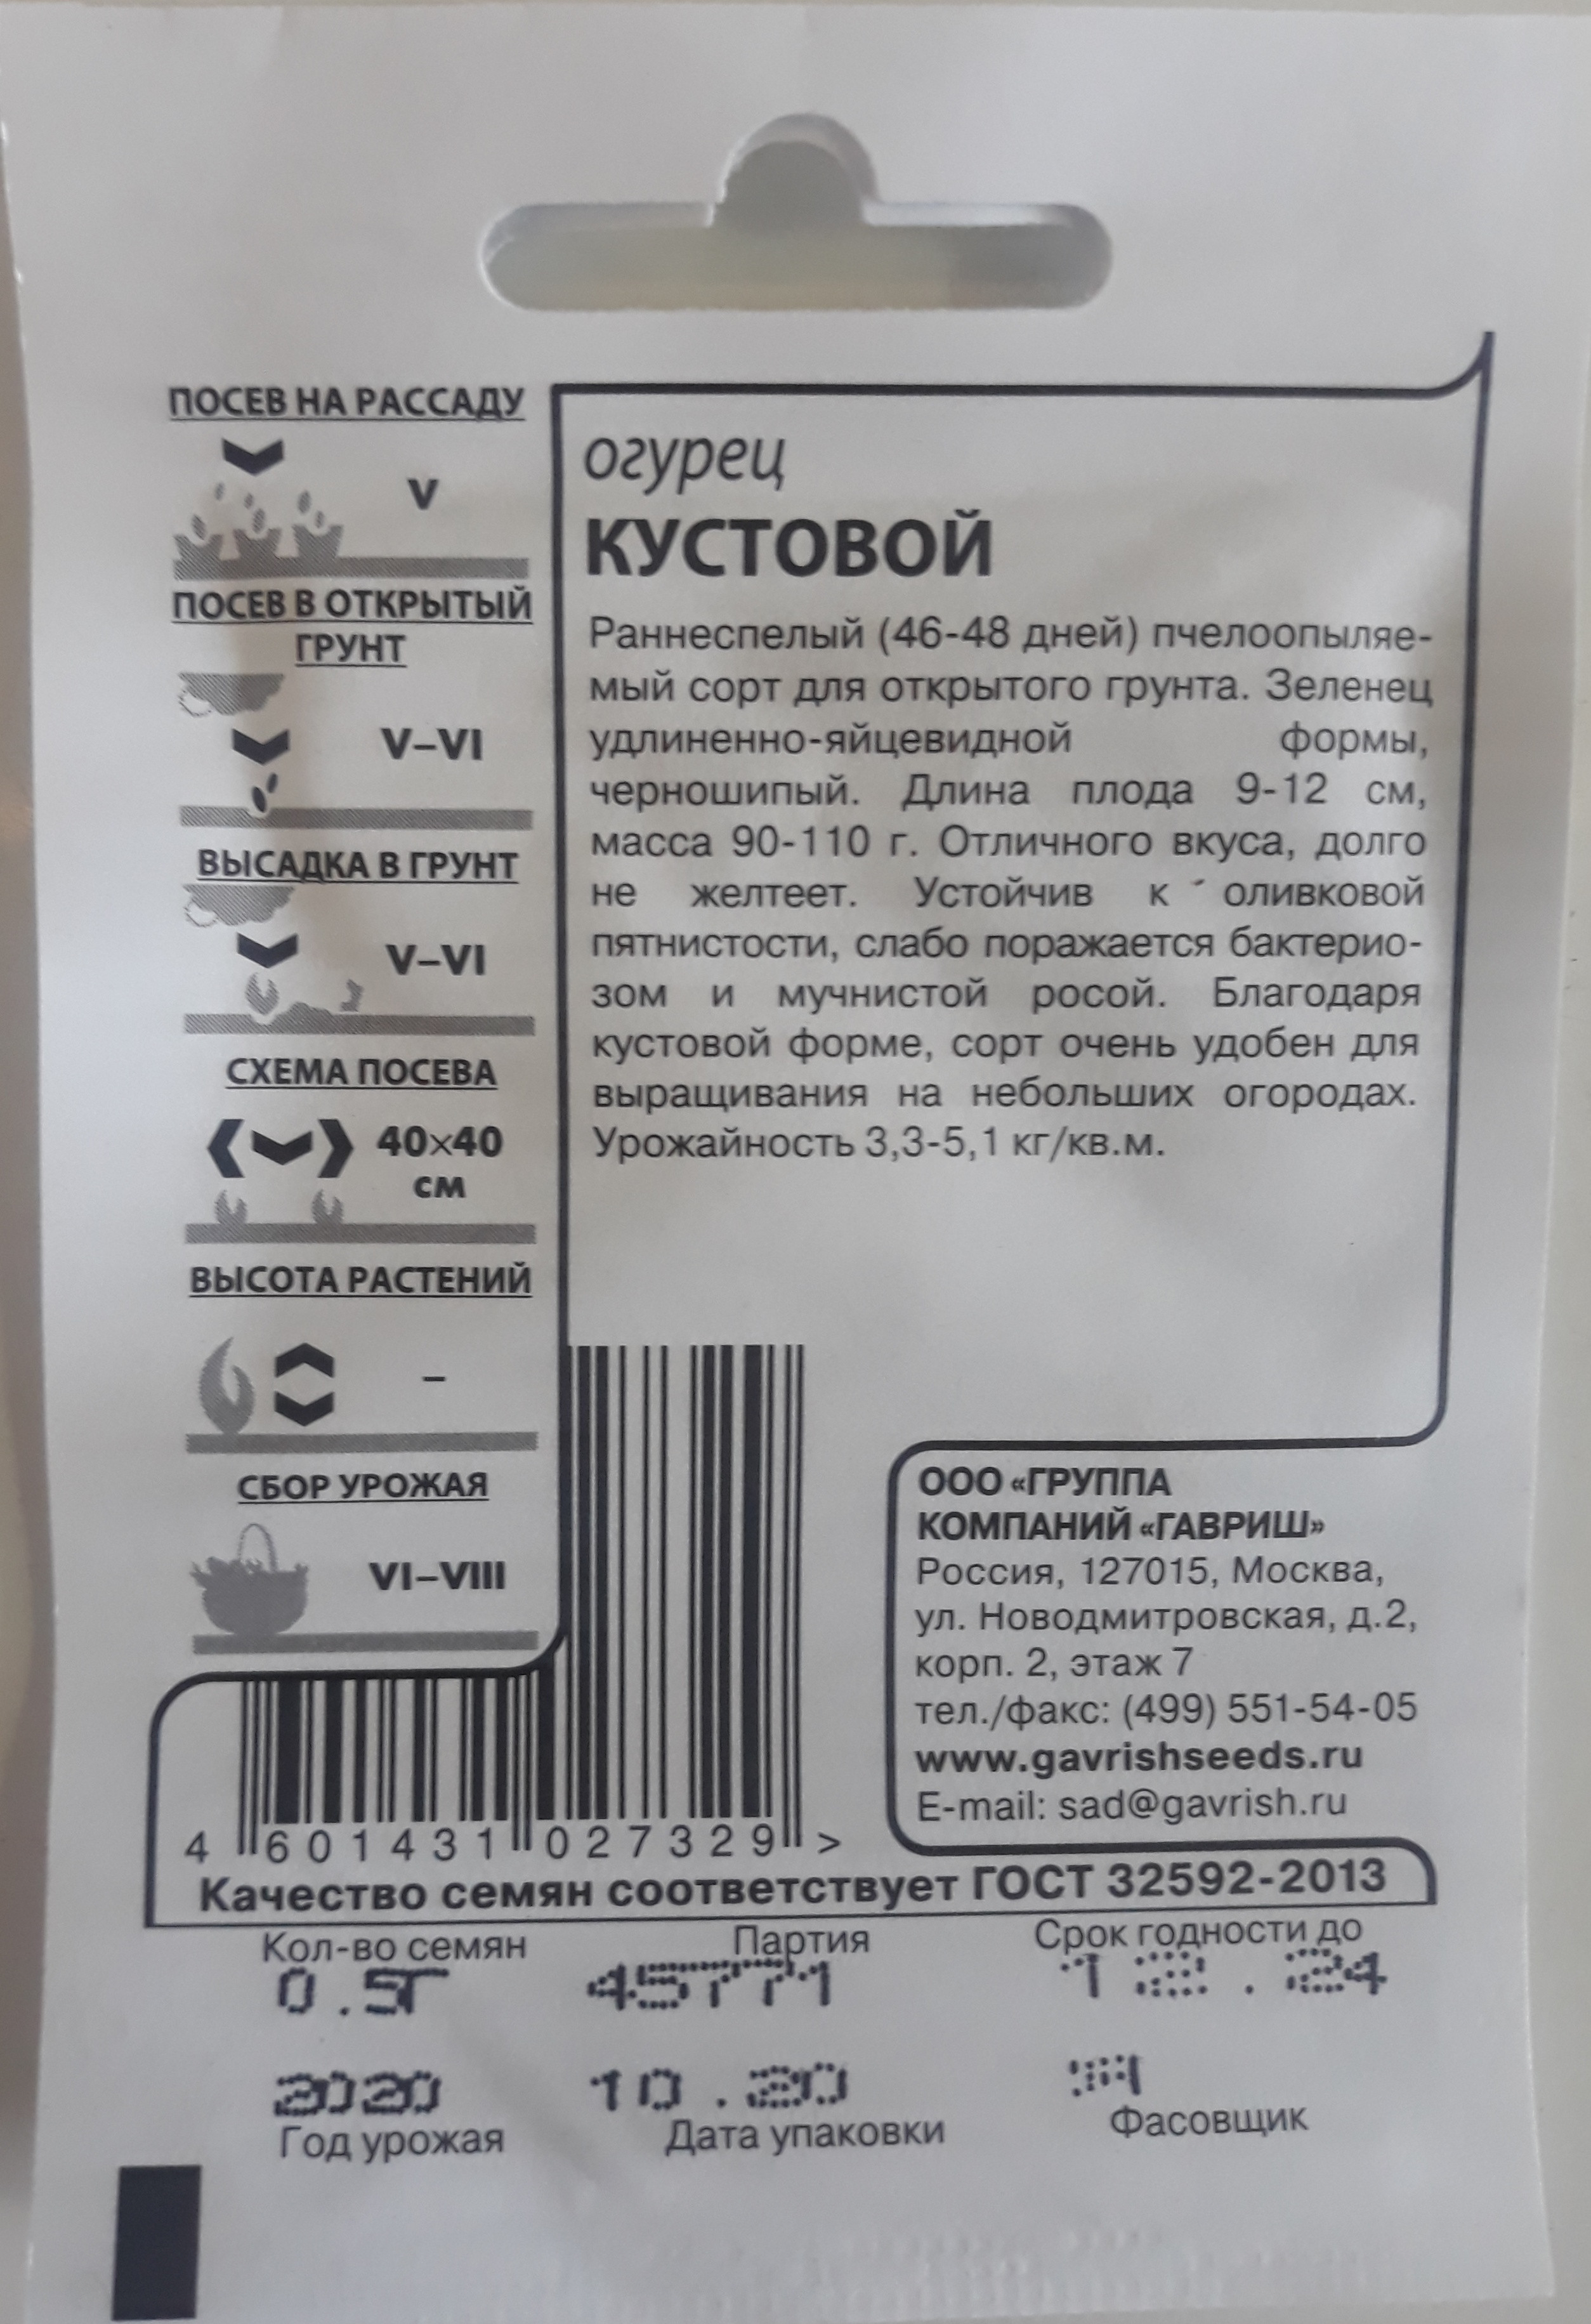 ПОСЕВ НА РАССАДУ
V
ПОСЕВ В ОТКРЫТЫЙ
ГРУНТ
V–VI
ВЫСАДКА В ГРУНТ
V–VI
СХЕМА ПОСЕВА
40×40
см
ВЫСОТА РАСТЕНИЙ
–
СБОР УРОЖАЯ
VI–VIII
огурец
КУСТОВОЙ
Раннеспелый (46-48 дней) пчелоопыляе-
мый сорт для открытого грунта. Зеленец
удлиненно-яйцевидной формы,
черношипый. Длина плода 9-12 см,
масса 90-110 г. Отличного вкуса, долго
не желтеет. Устойчив к оливковой
пятнистости, слабо поражается бактерио-
зом и мучнистой росой. Благодаря
кустовой форме, сорт очень удобен для
выращивания на небольших огородах.
Урожайность 3,3-5,1 кг/кв.м.
ООО «ГРУППА
КОМПАНИЙ «ГАВРИШ»
Россия, 127015, Москва,
ул. Новодмитровская, д.2,
корп. 2, этаж 7
тел./факс: (499) 551-54-05
www.gavrishseeds.ru
E-mail: sad@gavrish.ru
4 601431 027329 >
Качество семян соответствует ГОСТ 32592-2013
Кол-во семян Партия Срок годности до
0.5Г 45771 12.24
2020 10.20
Год урожая Дата упаковки Фасовщик